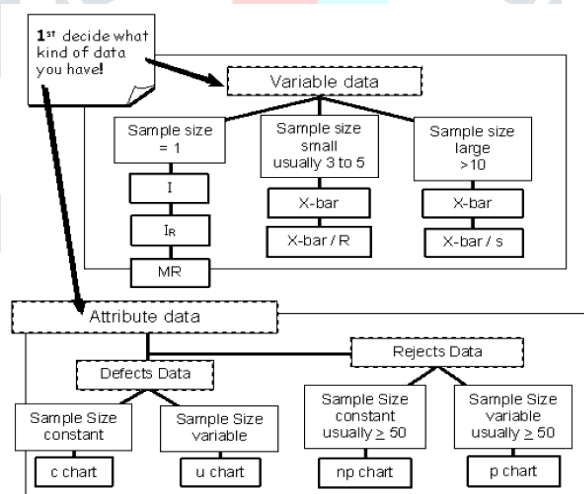 1st decide what
kind of data
you have!
Variable data
Sample size
= 1
I
IR
MR
Sample size
small
usually 3 to 5
X-bar
X-bar / R
Sample size
large
>10
X-bar
X-bar / s
Attribute data
Defects Data
Sample Size
constant
c chart
Sample Size
variable
u chart
Rejects Data
Sample Size
constant
usually ≥ 50
np chart
Sample Size
variable
usually ≥ 50
p chart